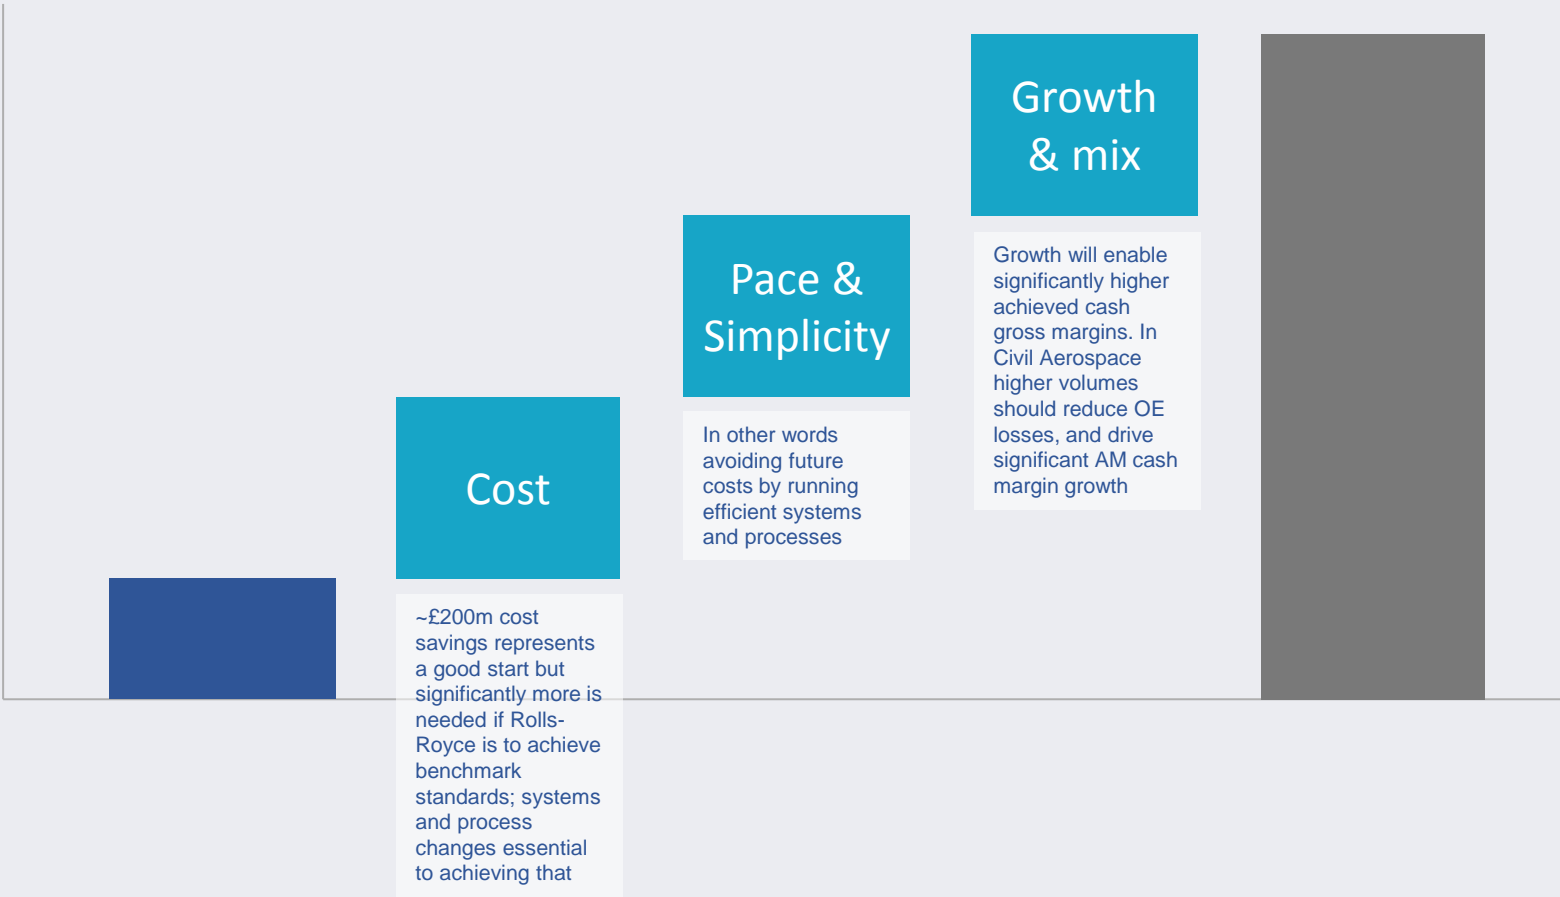 Growth
& mix
Growth will enable
significantly higher
achieved cash
gross margins. In
Civil Aerospace
higher volumes
should reduce OE
losses, and drive
significant AM cash
margin growth
Pace &
Simplicity
In other words
avoiding future
costs by running
efficient systems
and processes
Cost
~£200m cost
savings represents
a good start but
significantly more is
needed if Rolls-
Royce is to achieve
benchmark
standards; systems
and process
changes essential
to achieving that